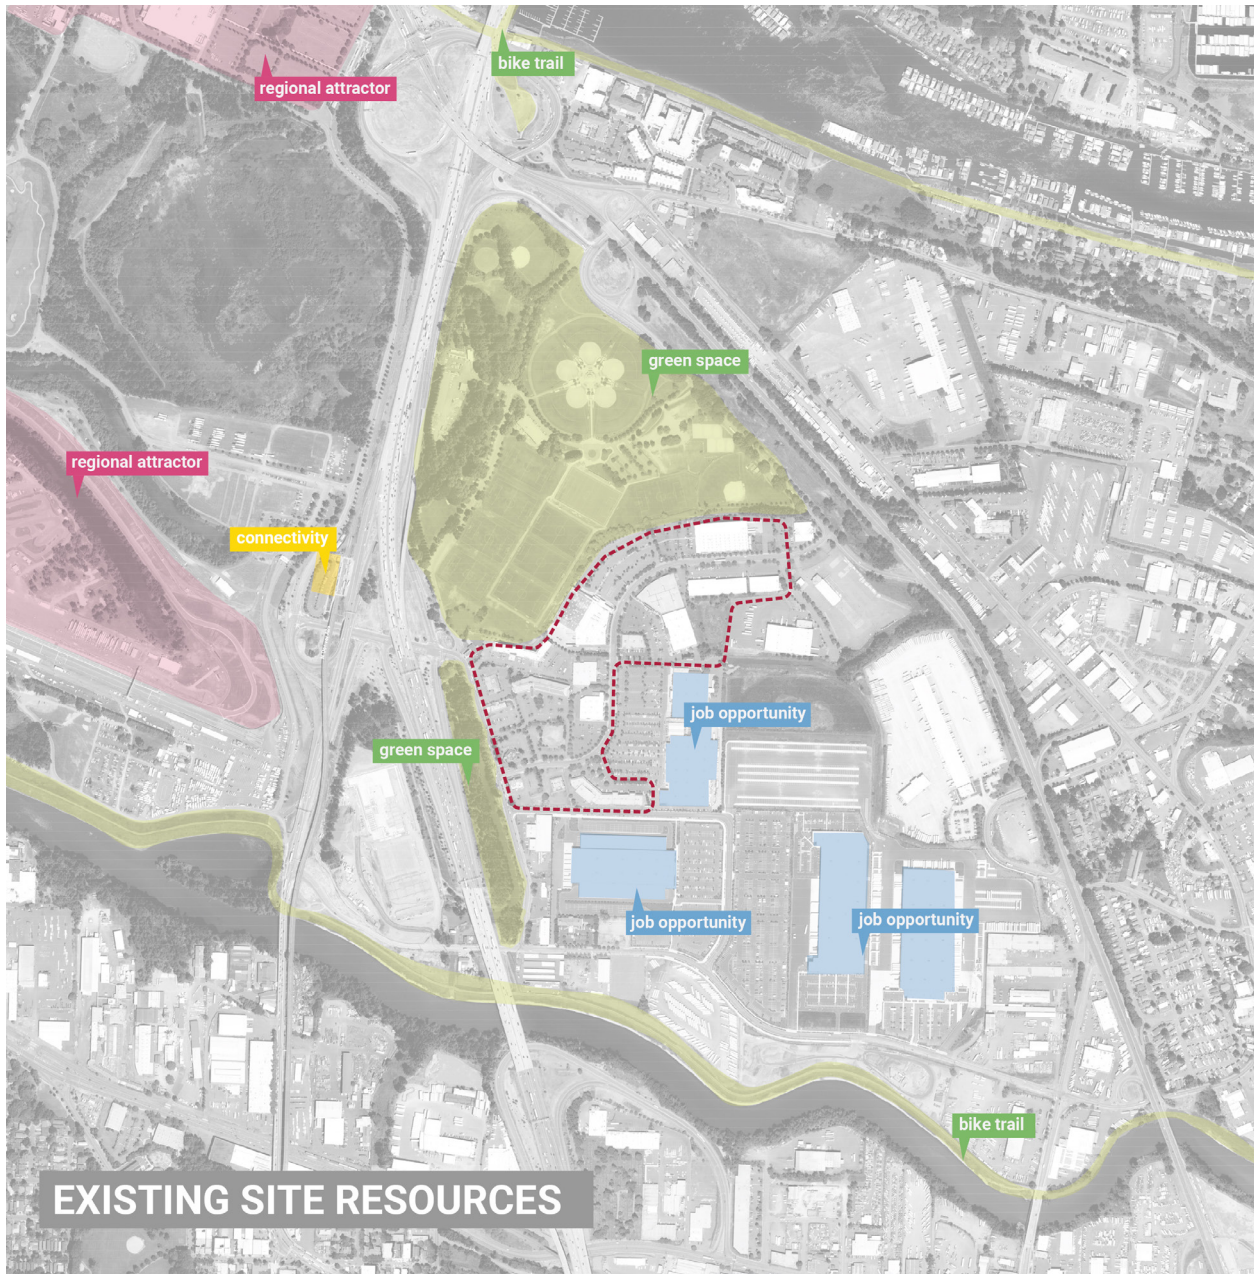 bike trail
regional attractor
green space
regional attractor
connectivity
job opportunity
green space
job opportunity
job opportunity
bike trail
EXISTING SITE RESOURCES